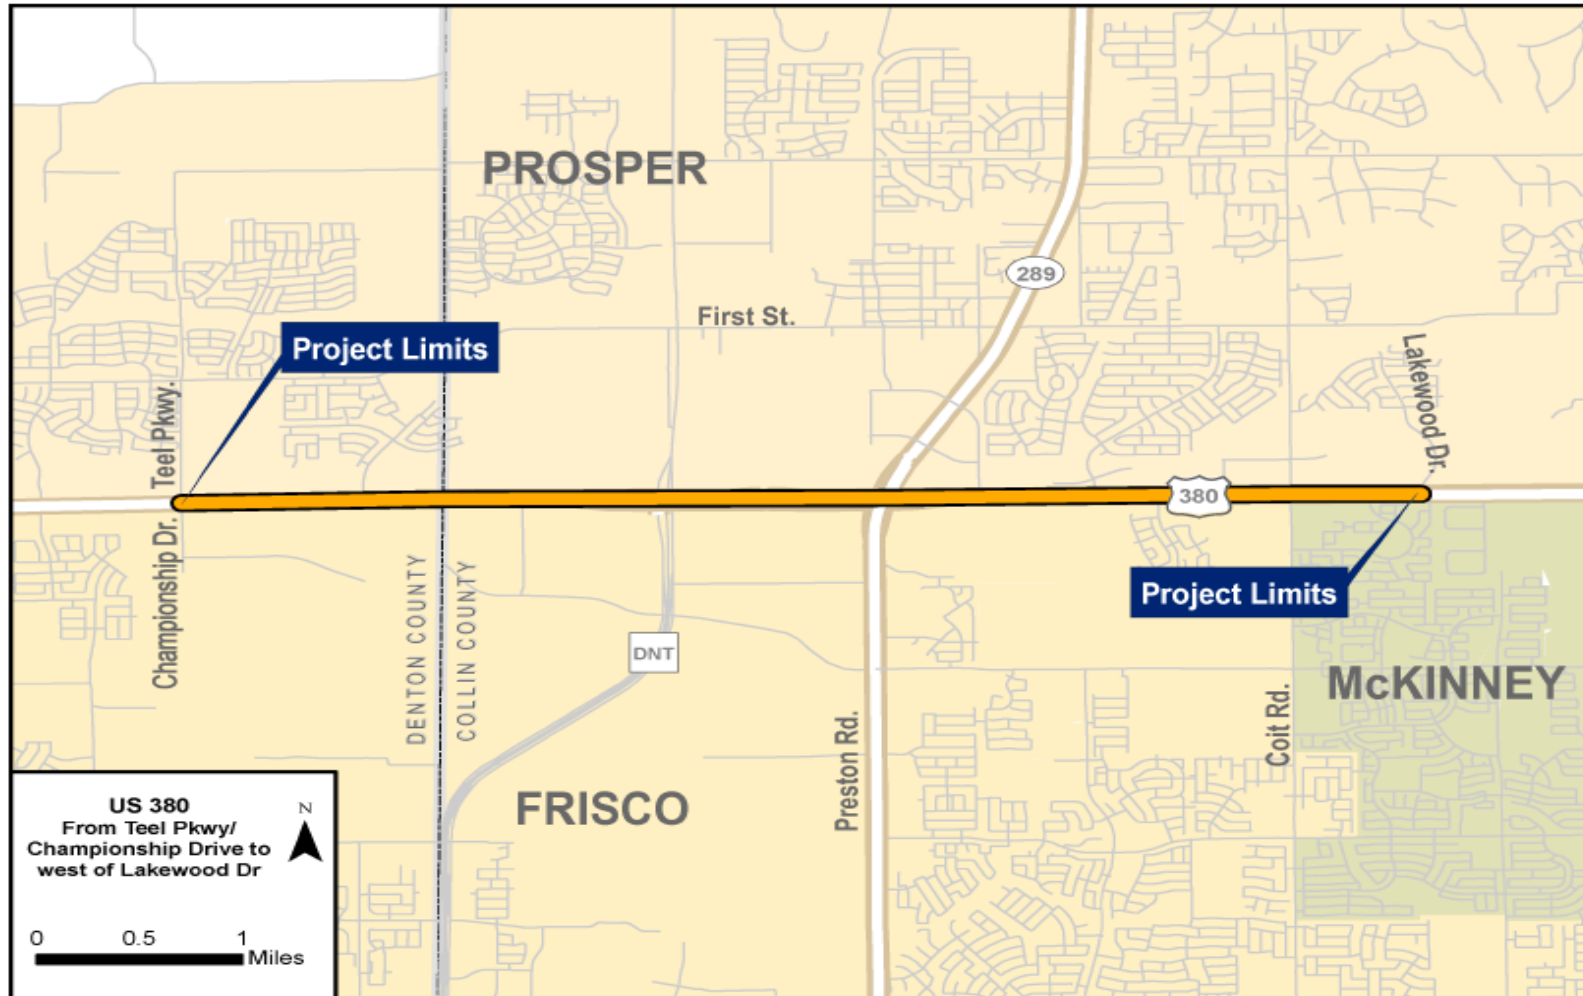 PROSPER
289
First St.
Project Limits
Lakewood Dr.
Teel Pkwy.
380
Championship Dr.
DENTON COUNTY
COLLIN COUNTY
Project Limits
DNT
McKINNEY
Preston Rd.
Coit Rd.
FRISCO
US 380
From Teel Pkwy/
Championship Drive to
west of Lakewood Dr
N
0 0.5 1
Miles